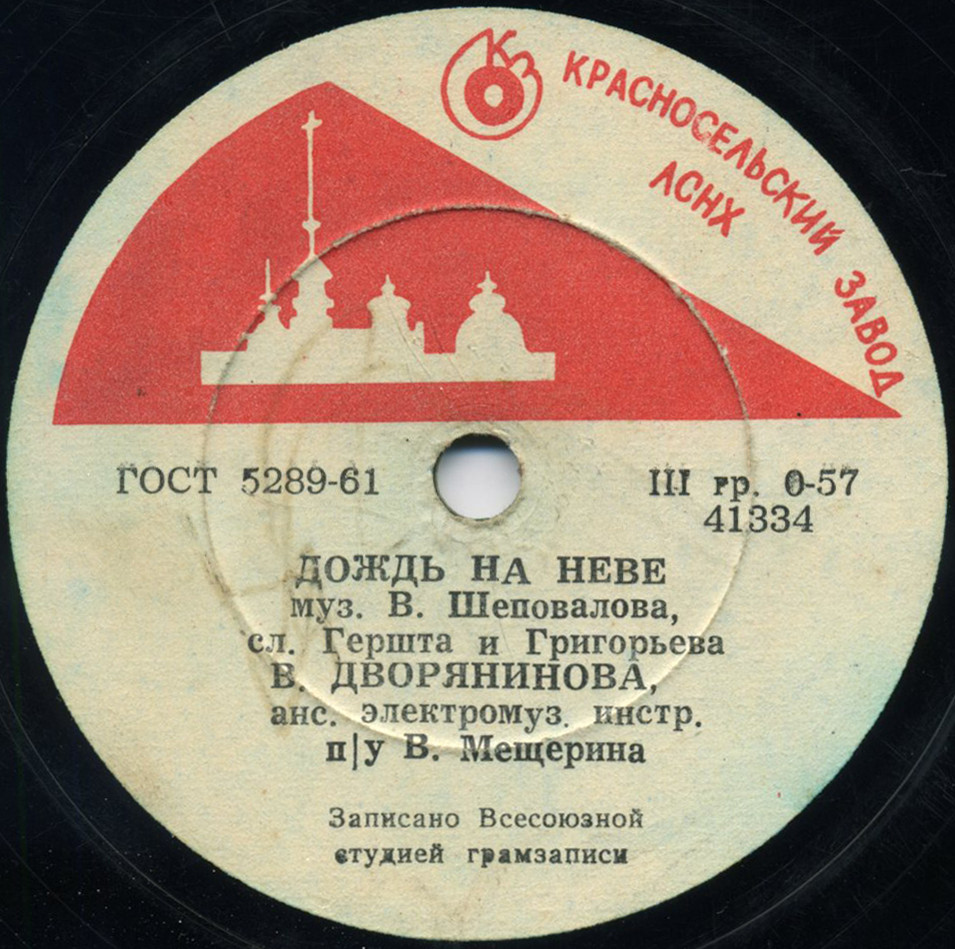 КЗ
КРАСНОСЕЛЬСКИЙ ЗАВОД
ЛСНХ
ГОСТ 5289-61
III гр. 0-57
41334
ДОЖДЬ НА НЕВЕ
муз. В. Шеповалова,
сл. Гершта и Григорьева
В. ДВОРЯНИНОВА,
анс. электромуз. инстр.
п/у В. Мещерина
Записано Всесоюзной
студией грамзаписи